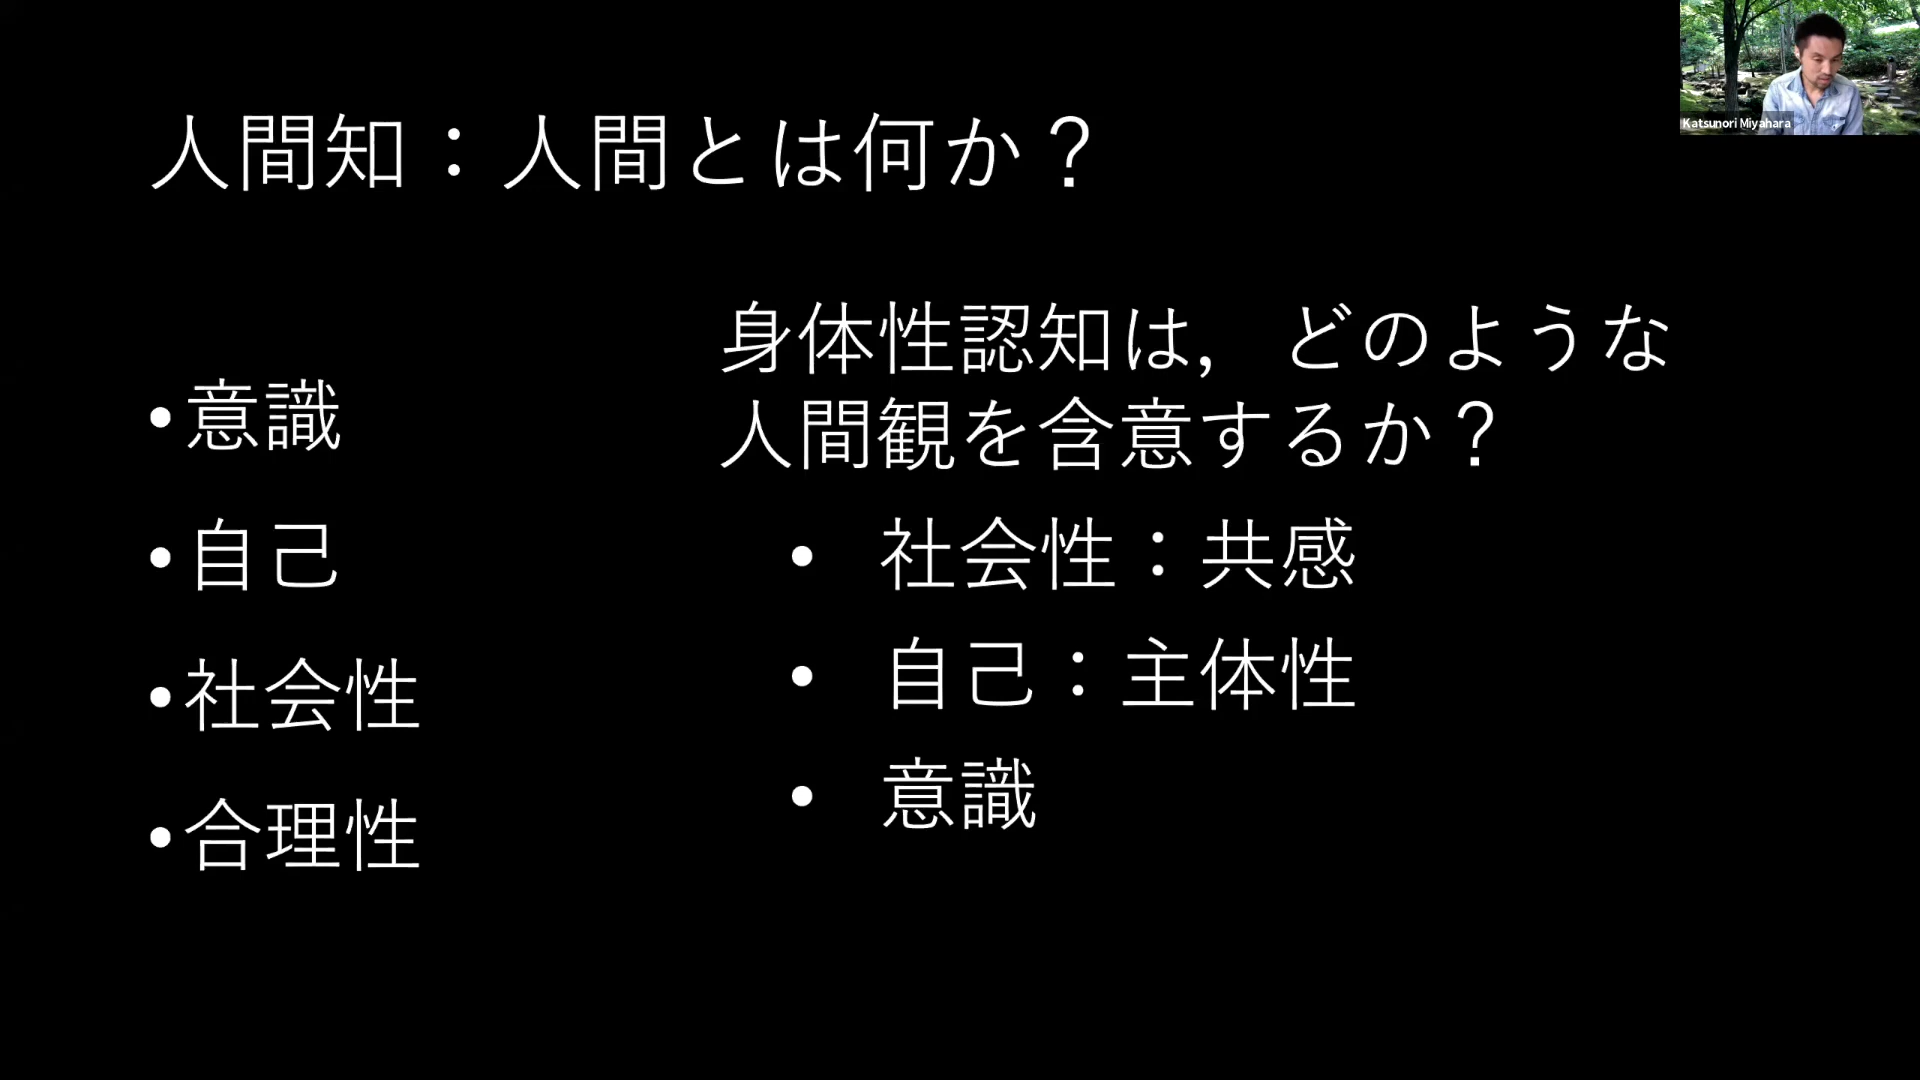 人間知：人間とは何か？
• 意識
• 自己
• 社会性
• 合理性
身体性認知は，どのような
人間観を含意するか？
• 社会性：共感
• 自己：主体性
• 意識
Katsunori Miyahara